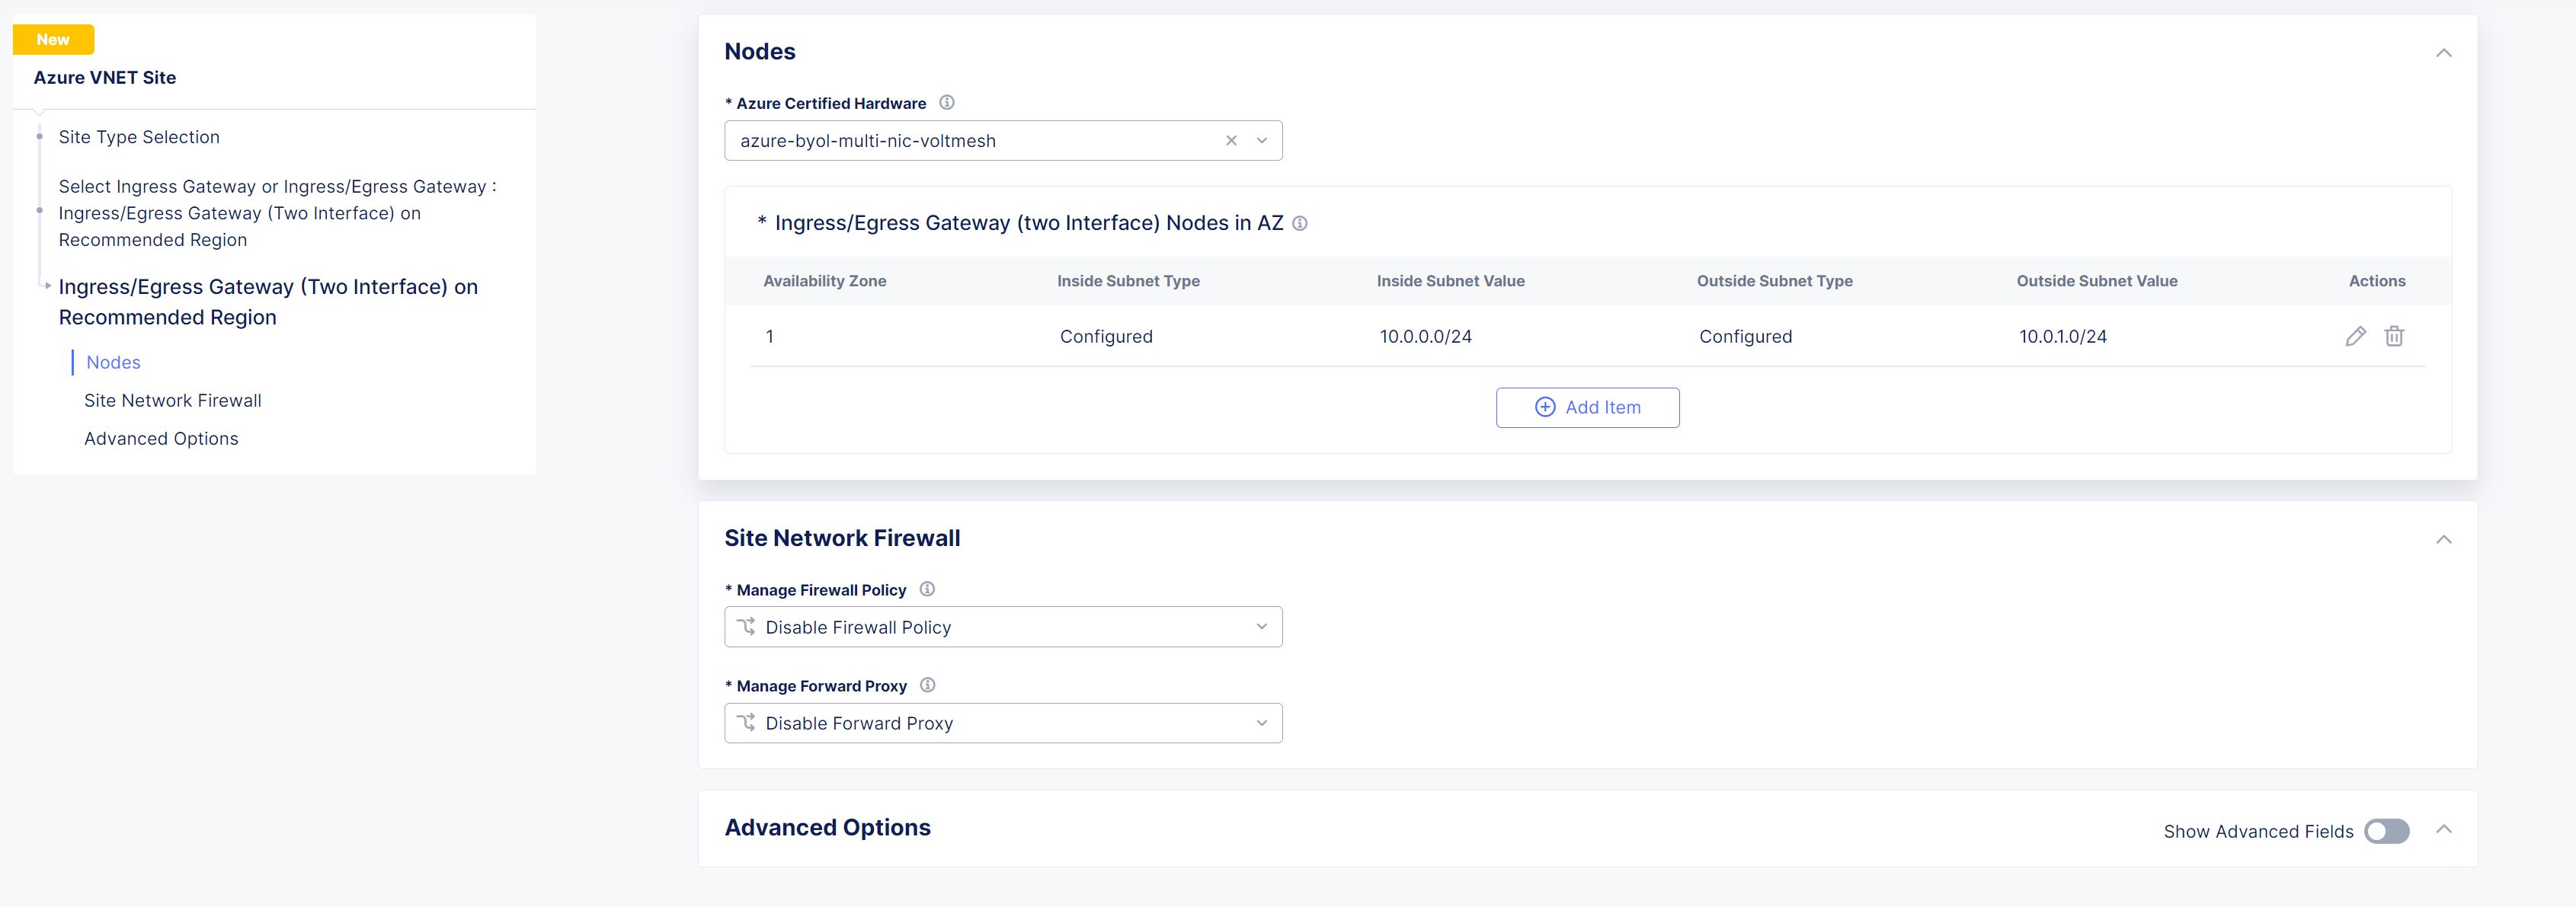 New
Azure VNET Site
Site Type Selection
Select Ingress Gateway or Ingress/Egress Gateway :
Ingress/Egress Gateway (Two Interface) on
Recommended Region
Ingress/Egress Gateway (Two Interface) on
Recommended Region
Nodes
Site Network Firewall
Advanced Options
Nodes
* Azure Certified Hardware
azure-byol-multi-nic-voltmesh
* Ingress/Egress Gateway (two Interface) Nodes in AZ
Availability Zone Inside Subnet Type Inside Subnet Value Outside Subnet Type Outside Subnet Value Actions
1 Configured 10.0.0.0/24 Configured 10.0.1.0/24
Add Item
Site Network Firewall
* Manage Firewall Policy
Disable Firewall Policy
* Manage Forward Proxy
Disable Forward Proxy
Advanced Options
Show Advanced Fields